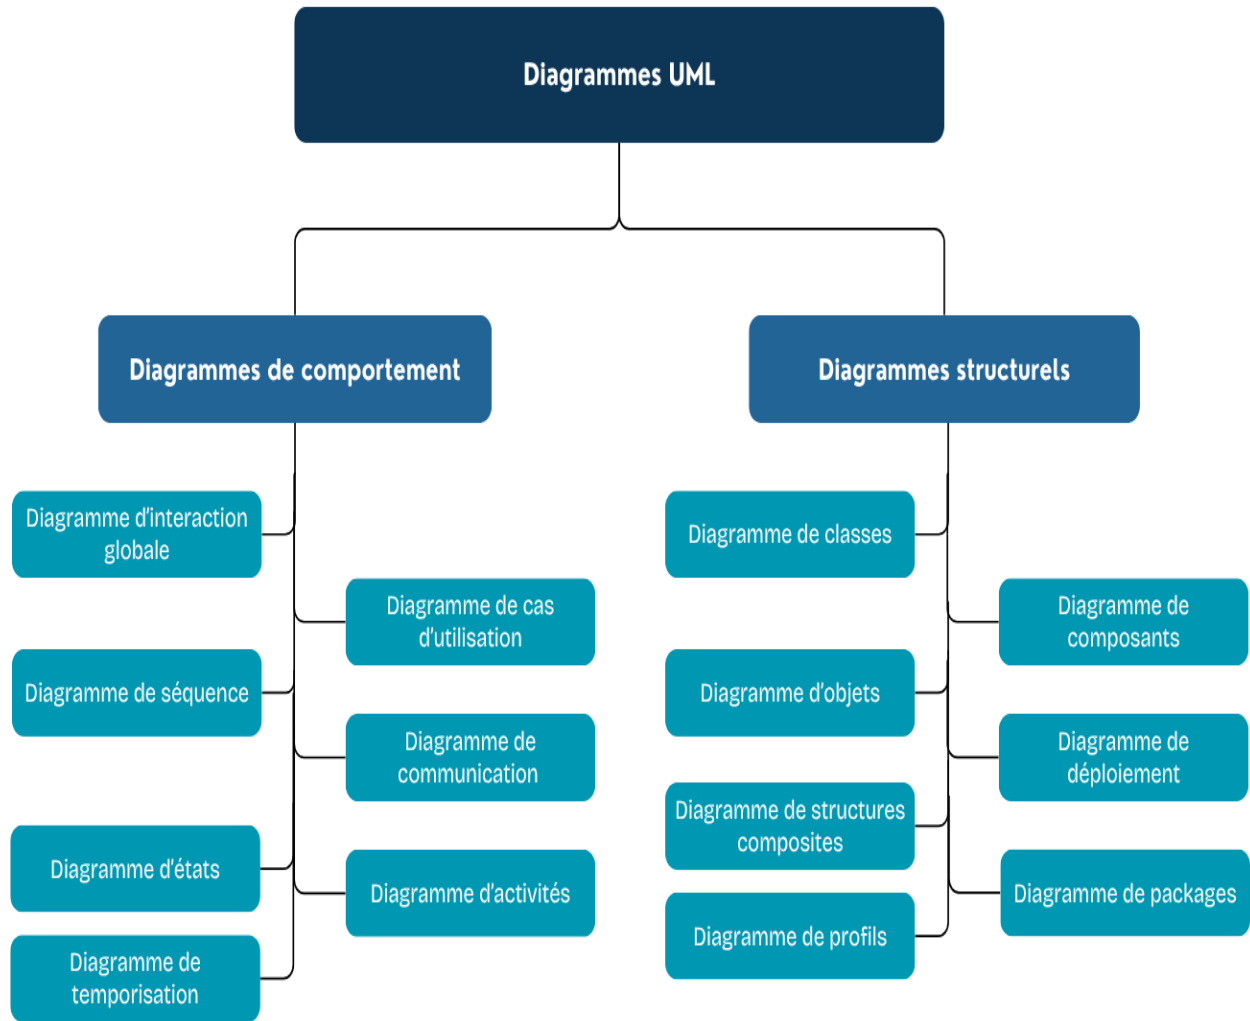 Diagrammes UML
Diagrammes de comportement
Diagrammes structurels
Diagramme d'interaction
globale
Diagramme de cas
d'utilisation
Diagramme de séquence
Diagramme de
communication
Diagramme d'états
Diagramme d'activités
Diagramme de
temporisation
Diagramme de classes
Diagramme de
composants
Diagramme d'objets
Diagramme de
déploiement
Diagramme de structures
composites
Diagramme de packages
Diagramme de profils